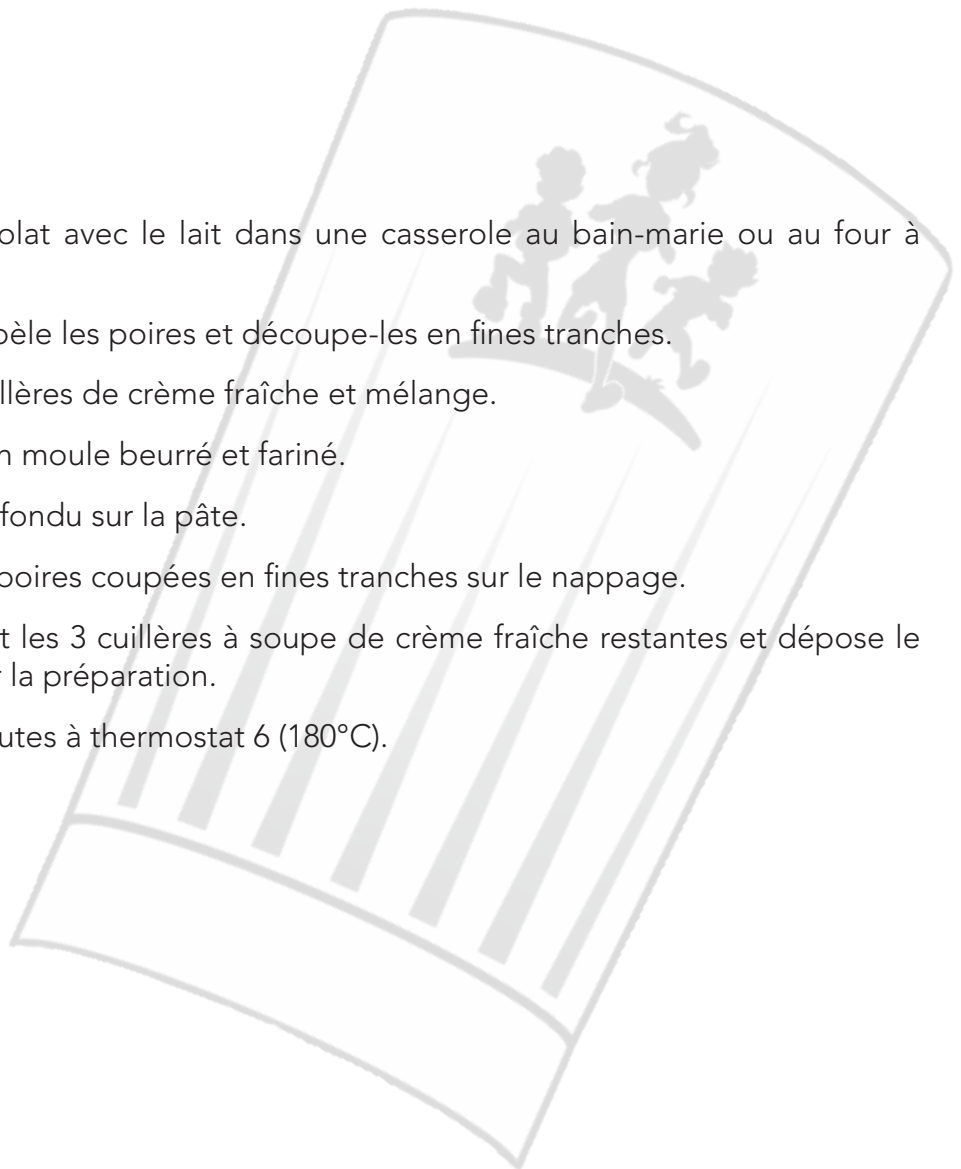 olat avec le lait dans une casserole au bain-marie ou au four à
pèle les poires et découpe-les en fines tranches.
llères de crème fraîche et mélange.
n moule beurré et fariné.
fondu sur la pâte.
poires coupées en fines tranches sur le nappage.
t les 3 cuillères à soupe de crème fraîche restantes et dépose le
r la préparation.
utes à thermostat 6 (180°C).